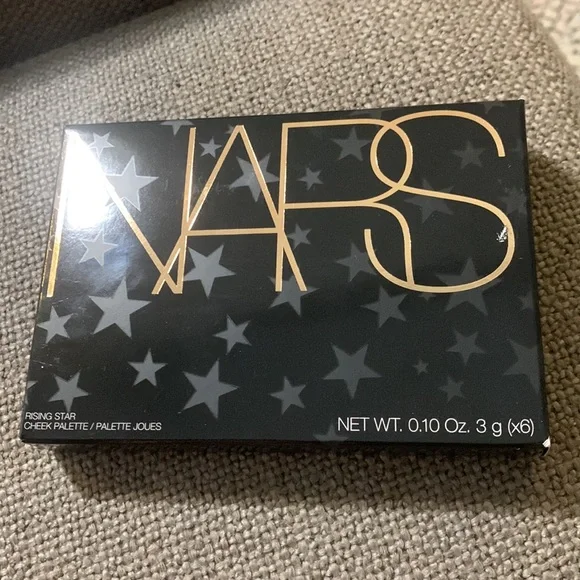 NARS
RISING STAR
CHEEK PALETTE / PALETTE JOUES
NET WT. 0.10 Oz. 3 g (x6)